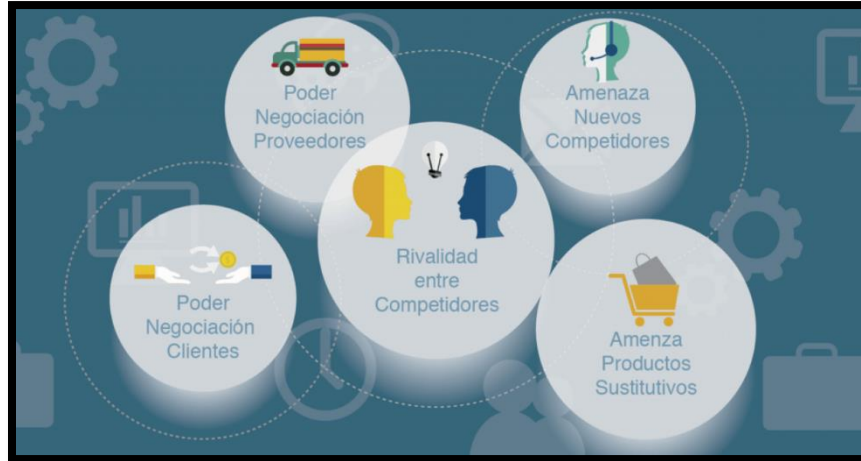 Poder
Negociación
Proveedores
Amenaza
Nuevos
Competidores
Rivalidad
entre
Competidores
Poder
Negociación
Clientes
Amenza
Productos
Sustitutivos